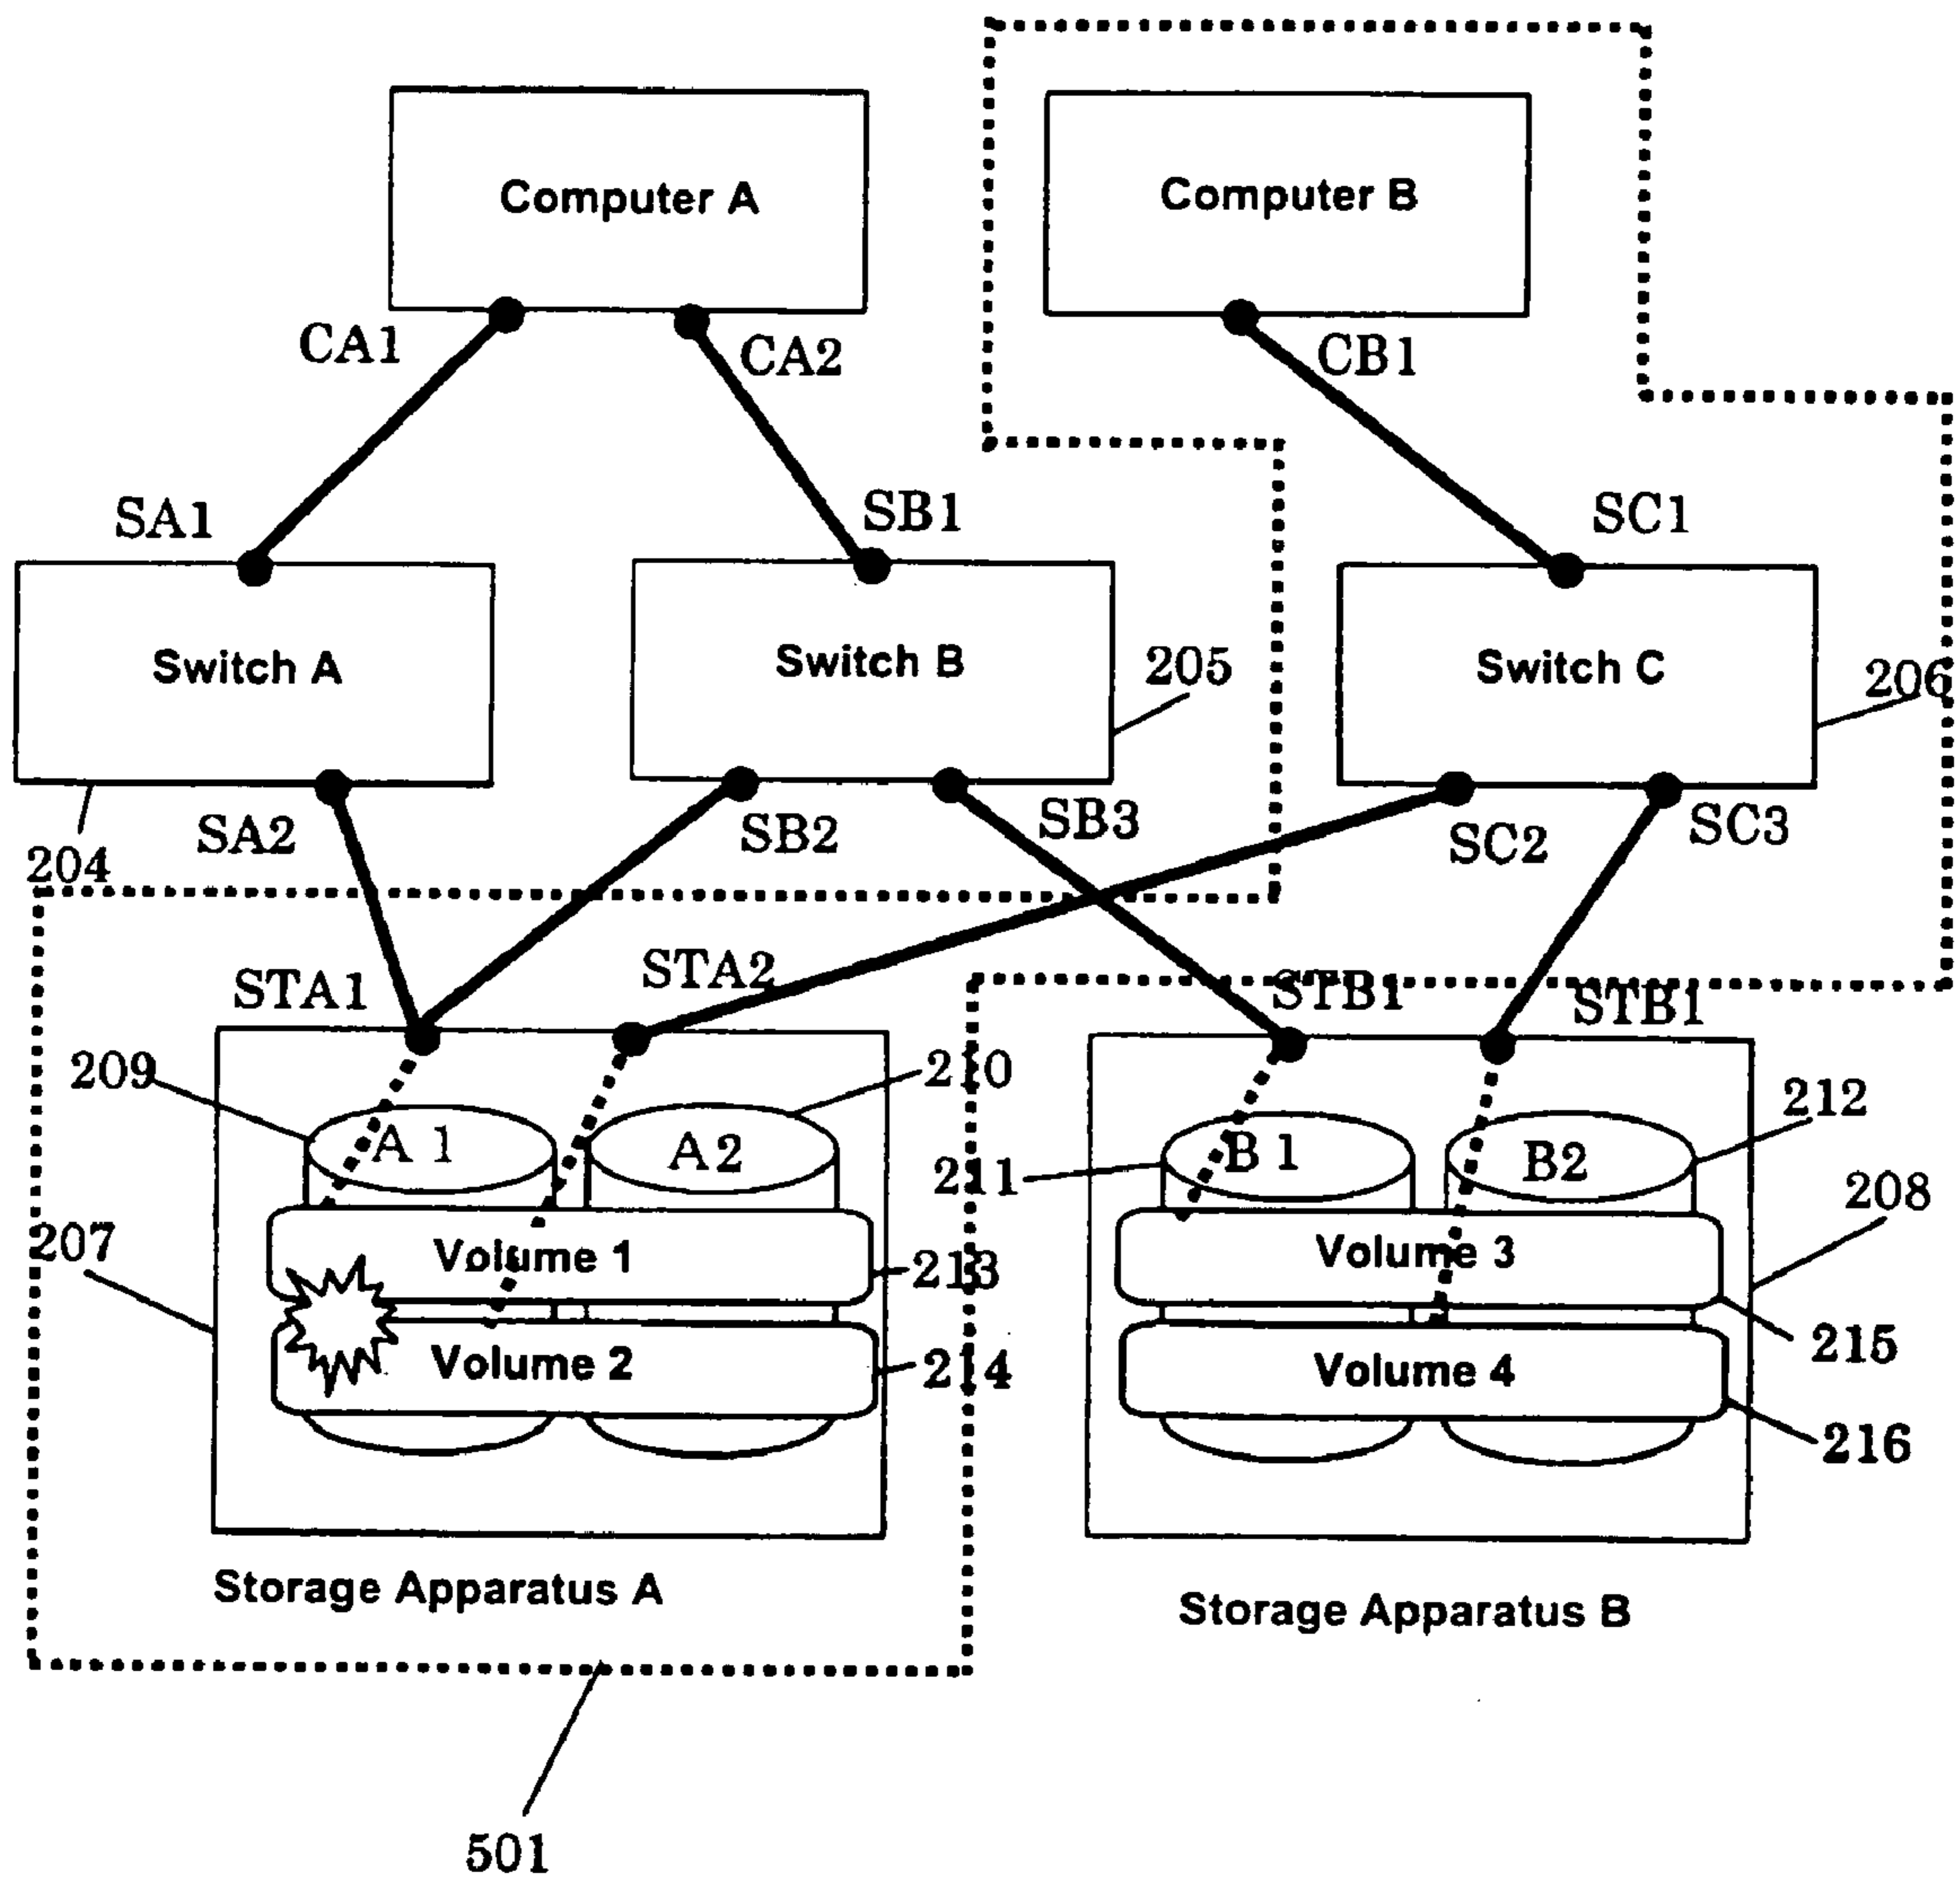 Computer A
Computer B
CA1
CA2
CB1
SA1
SB1
SC1
Switch A
Switch B
205
Switch C
206
SA2
SB2
SB3
SC2
SC3
204
STA1
STA2
STB1
STB1
209
A 1
A2
210
211
B 1
B2
212
208
207
Volume 1
213
Volume 3
215
Volume 2
214
Volume 4
216
Storage Apparatus A
Storage Apparatus B
501